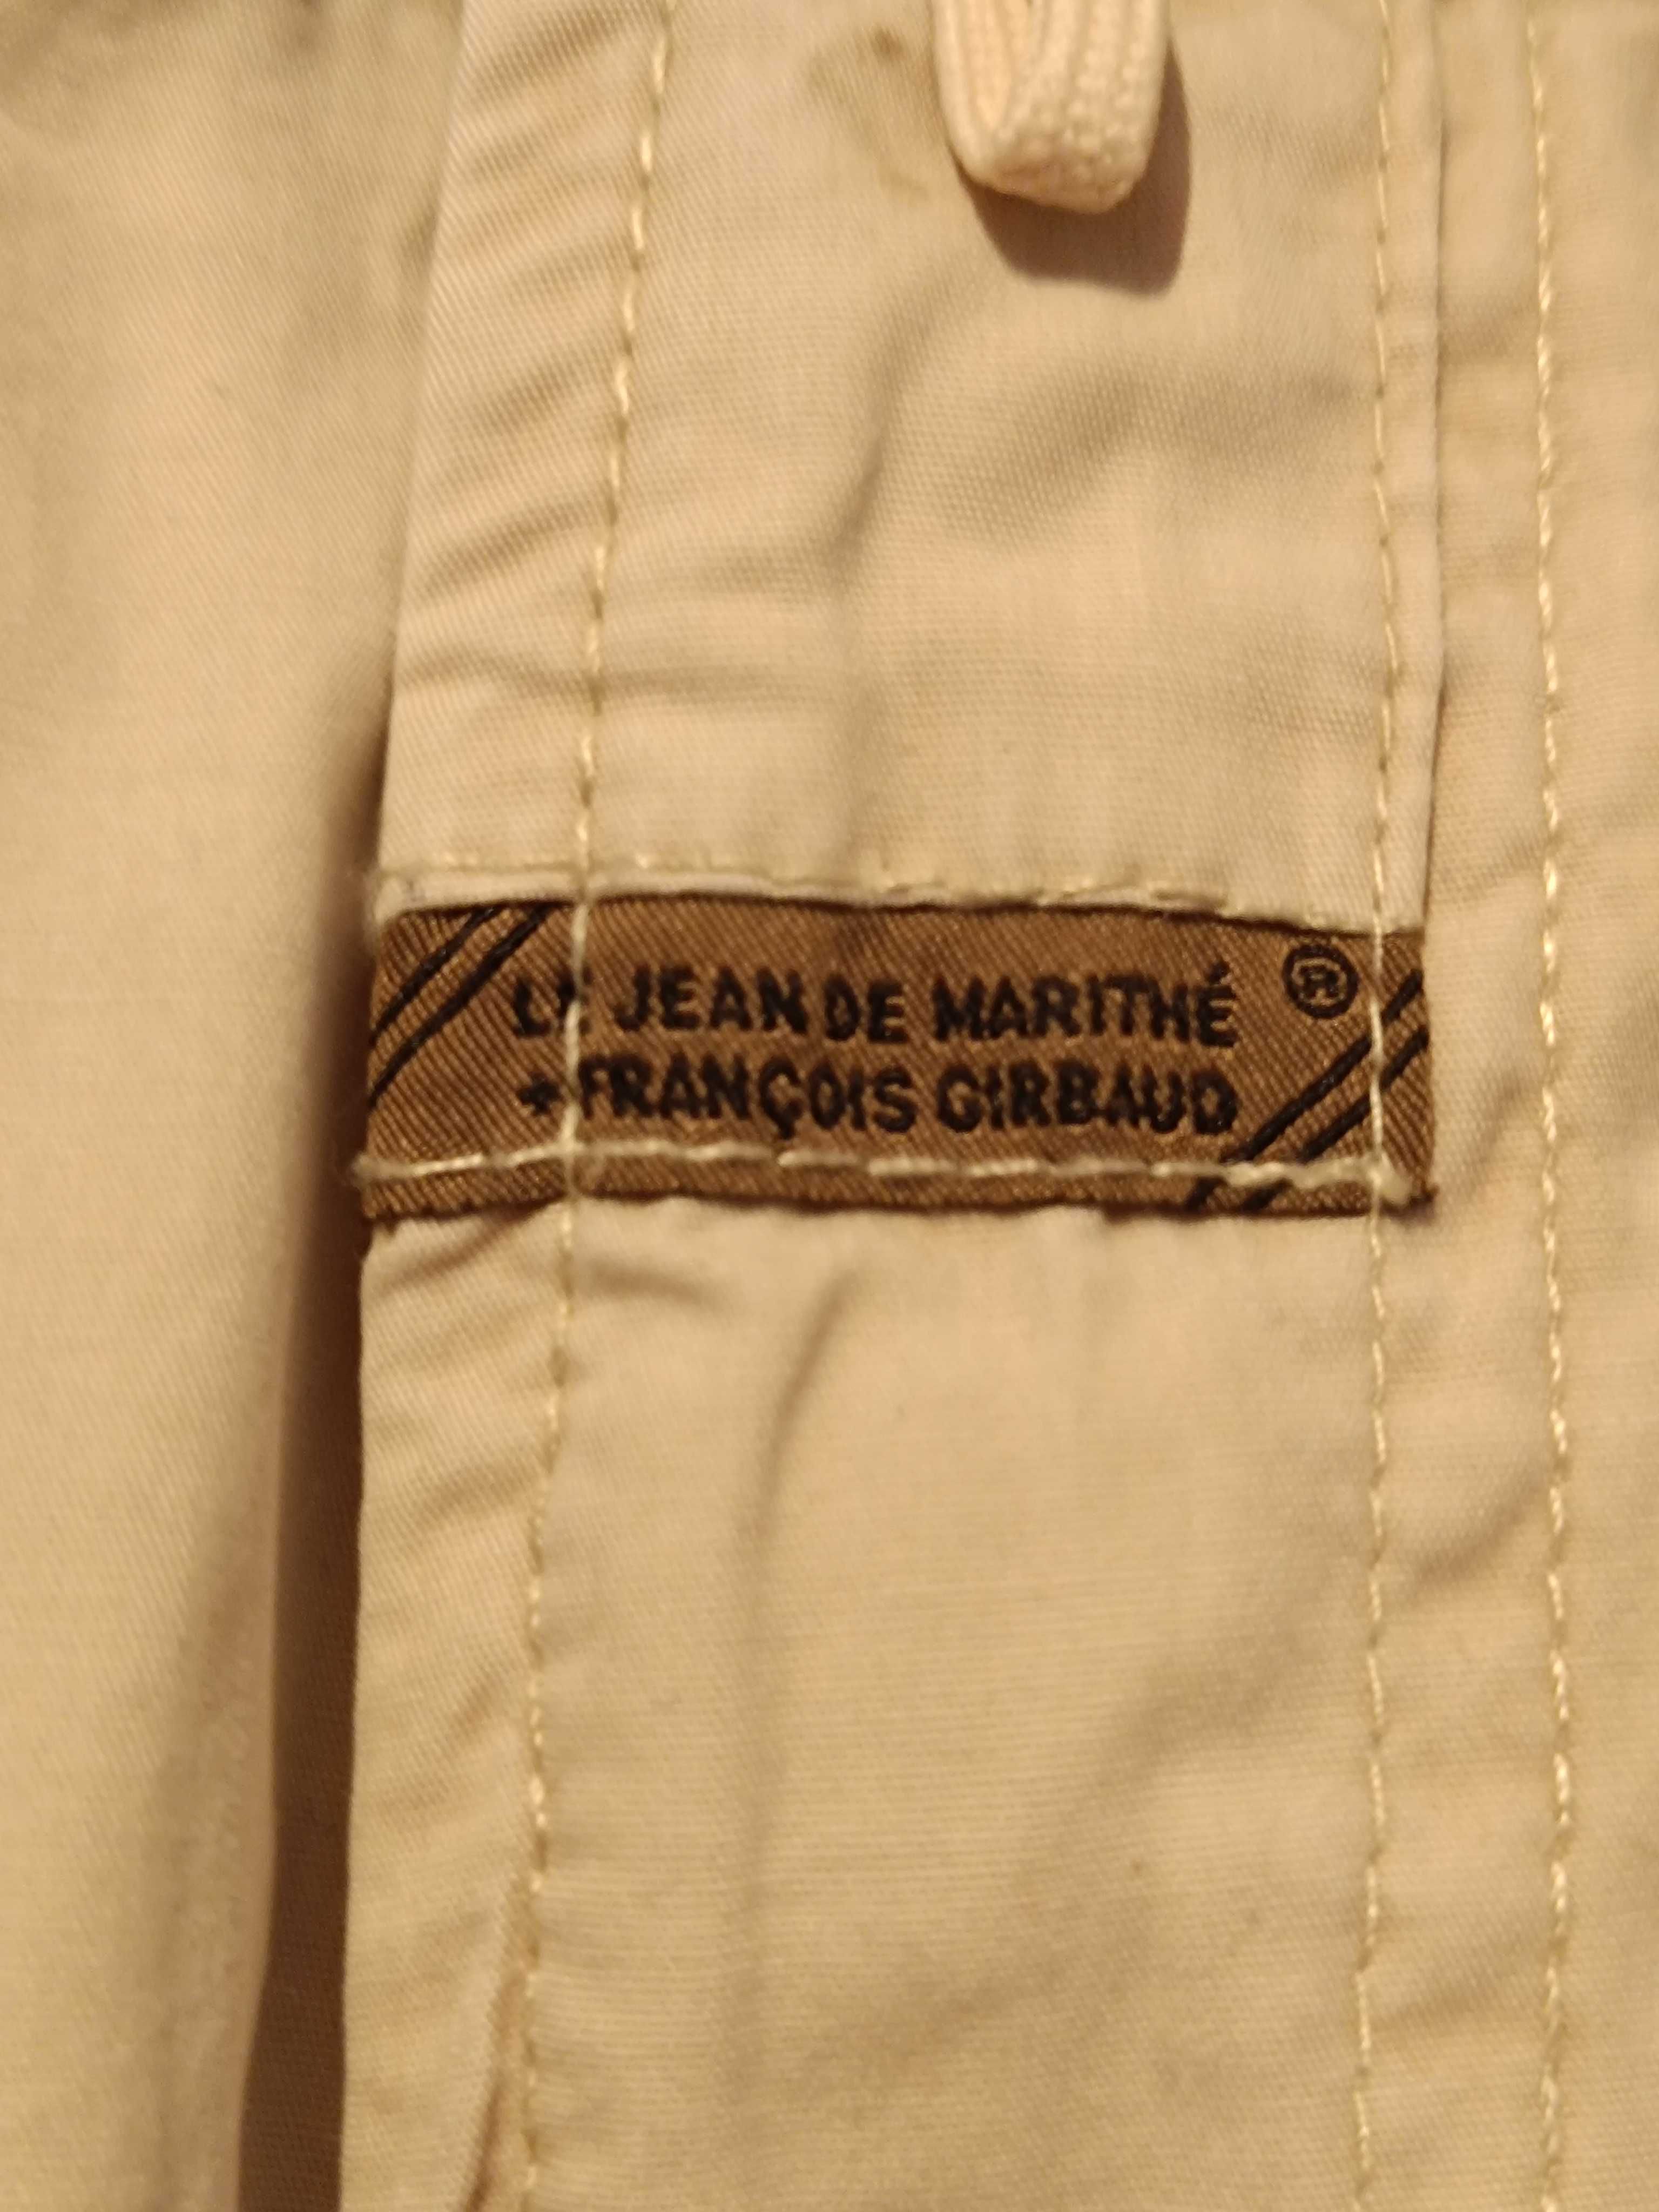 LE JEAN DE MARITHÉ ®
+ FRANÇOIS GIRBAUD